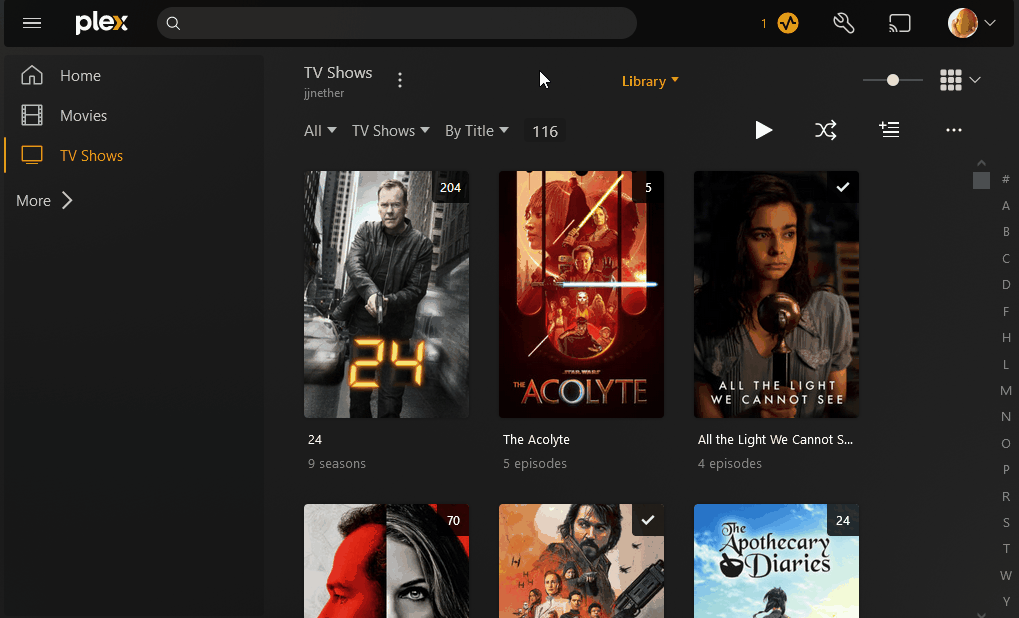 plex
1
Home
Movies
TV Shows
More
TV Shows
jjnether
Library
All TV Shows By Title 116
204
24
24
9 seasons
5
STAR WARS
THE ACOLYTE
The Acolyte
5 episodes
ALL THE LIGHT
WE CANNOT SEE
All the Light We Cannot S...
4 episodes
70
24
The
Apothecary
Diaries
#
A
B
C
D
F
H
L
M
N
O
P
R
S
T
W
Y